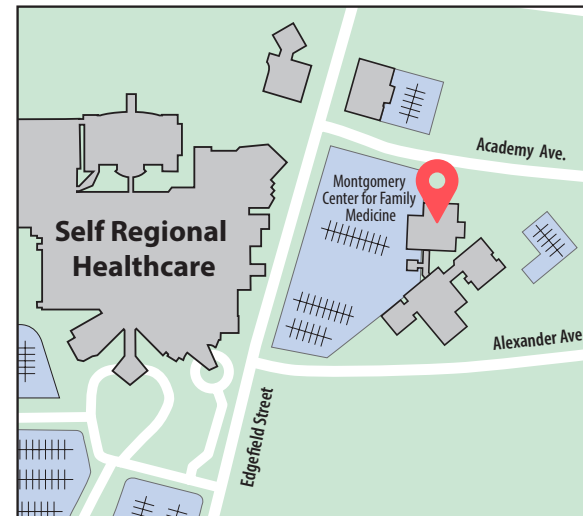 Academy Ave.
Montgomery
Center for Family
Medicine
Self Regional
Healthcare
Alexander Ave
Edgefield Street